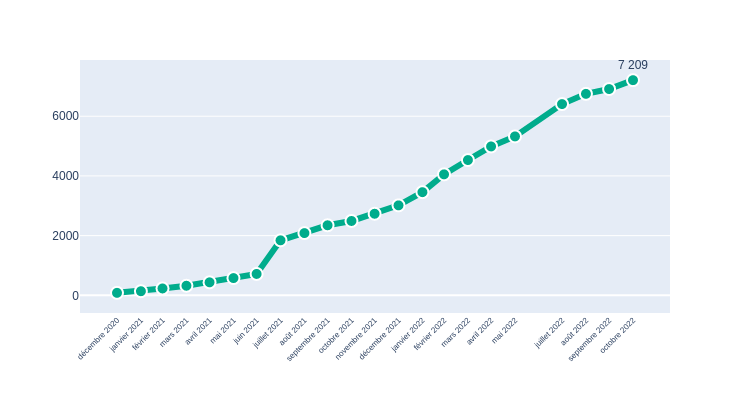 7 209
6000
4000
2000
0
décembre 2020
janvier 2021
février 2021
mars 2021
avril 2021
mai 2021
juin 2021
juillet 2021
août 2021
septembre 2021
octobre 2021
novembre 2021
décembre 2021
janvier 2022
février 2022
mars 2022
avril 2022
mai 2022
juillet 2022
août 2022
septembre 2022
octobre 2022